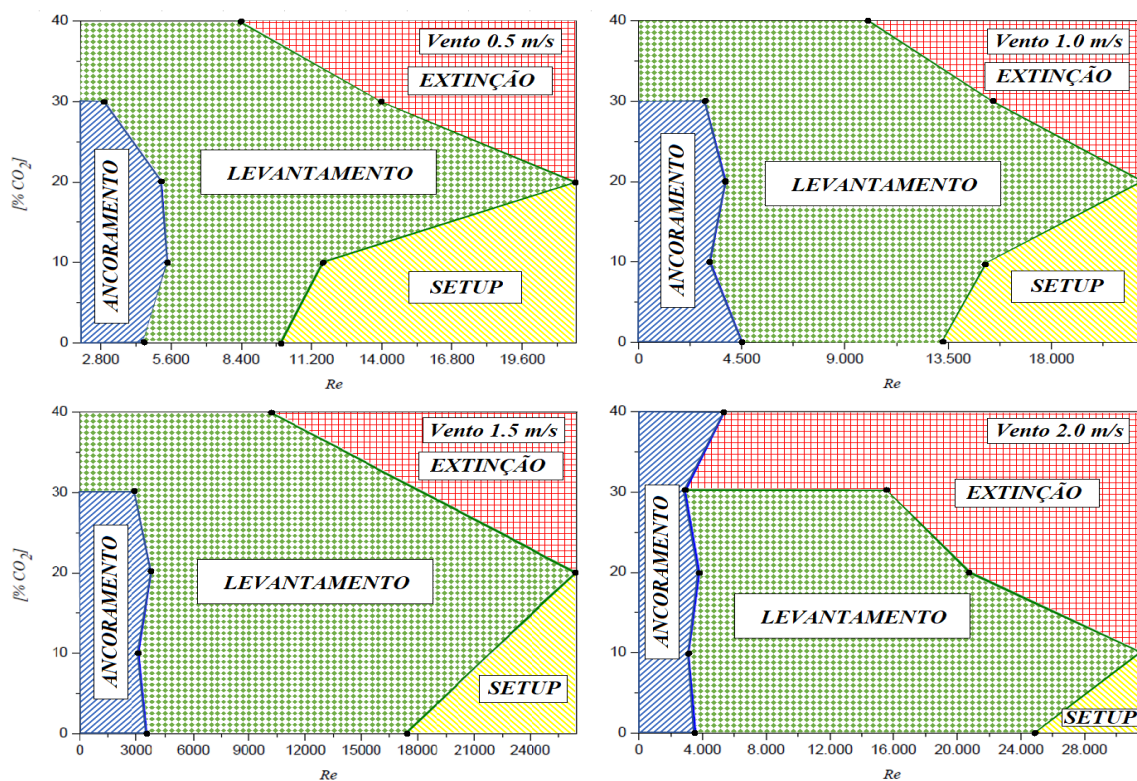 40
30
20
10
0
[% CO2]
Vento 0.5 m/s
EXTINÇÃO
LEVANTAMENTO
ANCORAMENTO
SETUP
2.800 5.600 8.400 11.200 14.000 16.800 19.600
Re
40
30
20
10
0
Vento 1.0 m/s
EXTINÇÃO
LEVANTAMENTO
ANCORAMENTO
SETUP
0 4.500 9.000 13.500 18.000
Re
40
30
20
10
0
[% CO2]
Vento 1.5 m/s
EXTINÇÃO
LEVANTAMENTO
ANCORAMENTO
SETUP
0 3000 6000 9000 12000 15000 18000 21000 24000
Re
40
30
20
10
0
Vento 2.0 m/s
EXTINÇÃO
LEVANTAMENTO
ANCORAMENTO
SETUP
0 4.000 8.000 12.000 16.000 20.000 24.000 28.000
Re